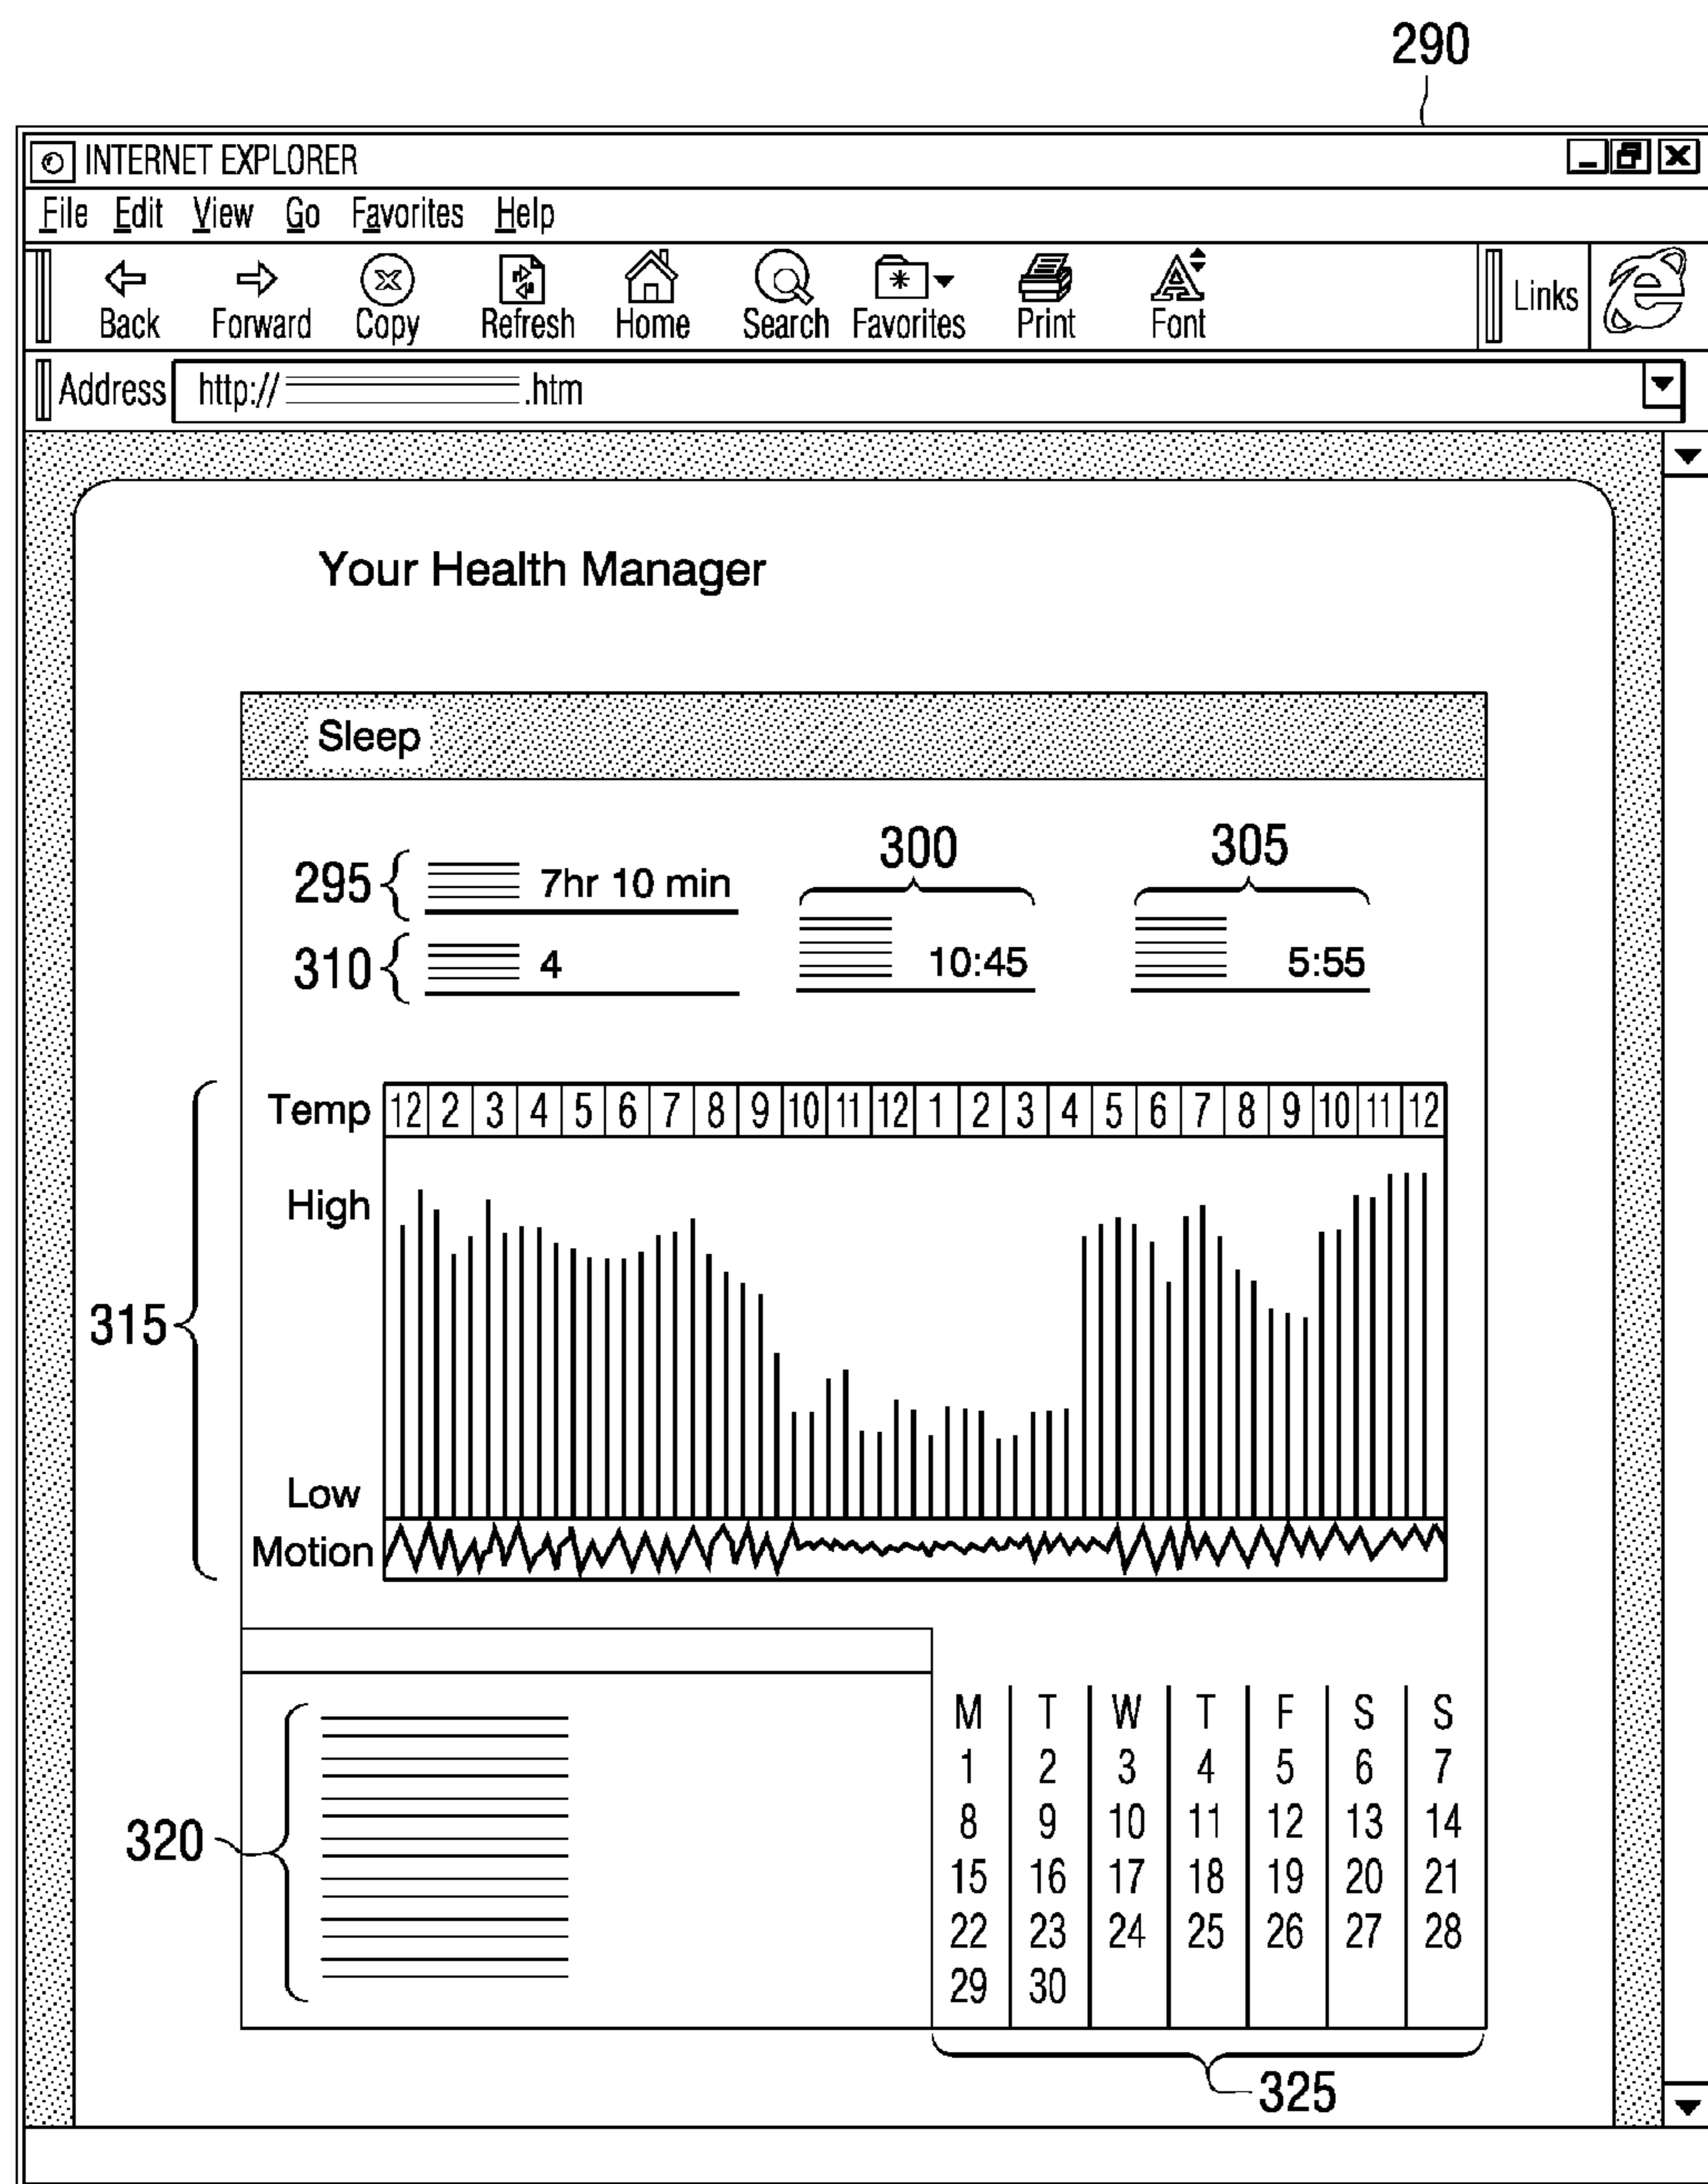 290
INTERNET EXPLORER
File Edit View Go Favorites Help
Back Forward Copy Refresh Home Search Favorites Print Font Links
Address http:// .htm
Your Health Manager
Sleep
295 7hr 10 min 300 305
310 4 10:45 5:55
Temp 12 2 3 4 5 6 7 8 9 10 11 12 1 2 3 4 5 6 7 8 9 10 11 12
High
315
Low
Motion
M T W T F S S
1 2 3 4 5 6 7
320 8 9 10 11 12 13 14
15 16 17 18 19 20 21
22 23 24 25 26 27 28
29 30
325